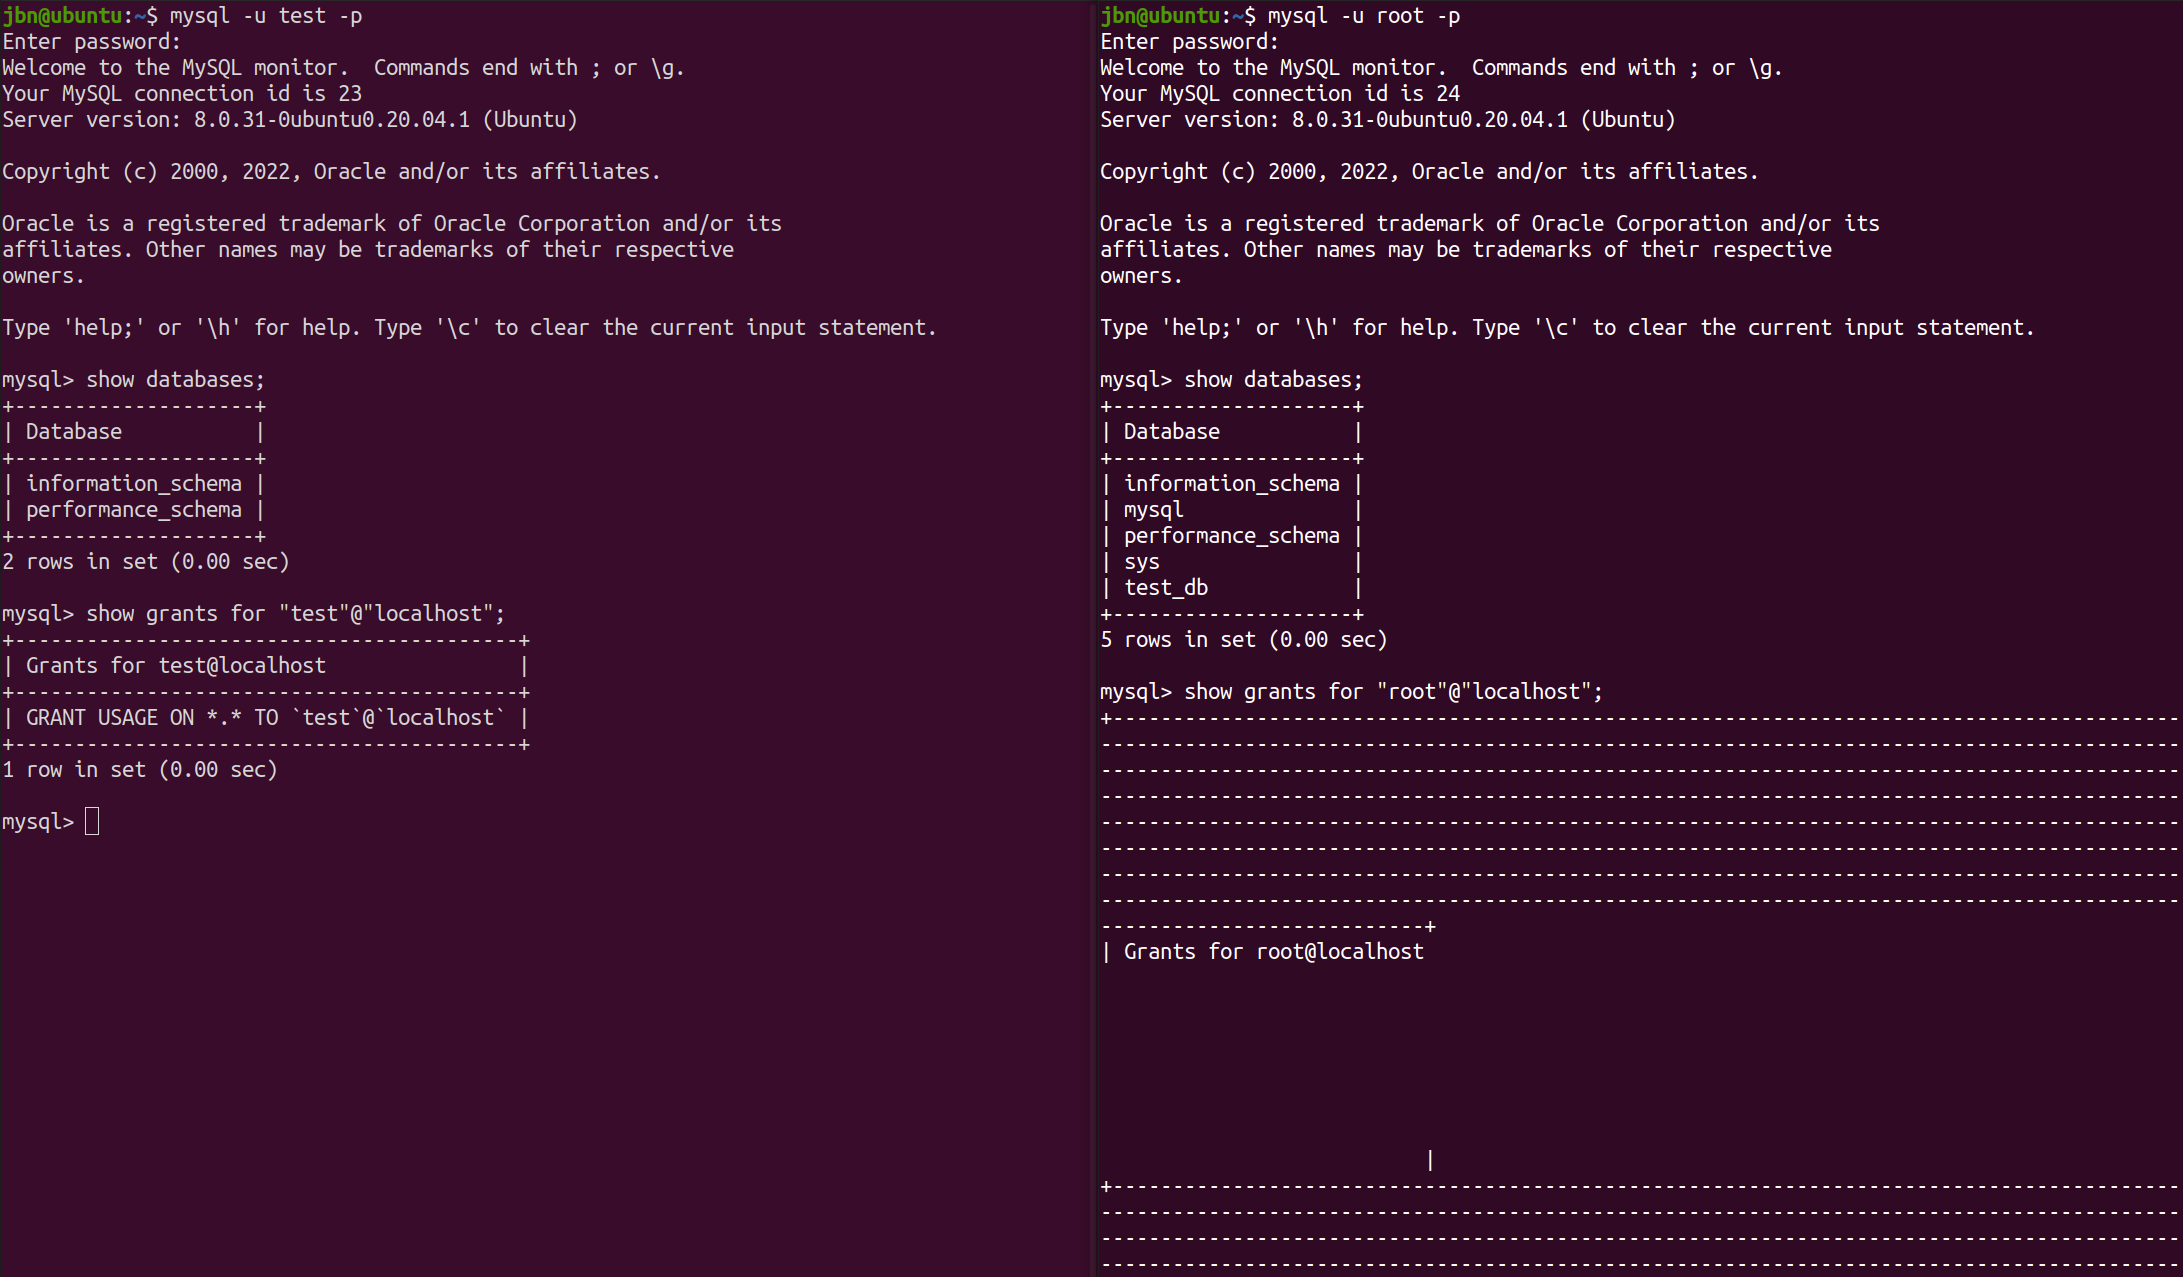 jbn@ubuntu:~$ mysql -u test -p
Enter password:
Welcome to the MySQL monitor.  Commands end with ; or \g.
Your MySQL connection id is 23
Server version: 8.0.31-0ubuntu0.20.04.1 (Ubuntu)
Copyright (c) 2000, 2022, Oracle and/or its affiliates.
Oracle is a registered trademark of Oracle Corporation and/or its
affiliates. Other names may be trademarks of their respective
owners.
Type 'help;' or '\h' for help. Type '\c' to clear the current input statement.
mysql> show databases;
+--------------------+
| Database           |
+--------------------+
| information_schema |
| performance_schema |
+--------------------+
2 rows in set (0.00 sec)
mysql> show grants for "test"@"localhost";
+------------------------------------------+
| Grants for test@localhost                |
+------------------------------------------+
| GRANT USAGE ON *.* TO `test`@`localhost` |
+------------------------------------------+
1 row in set (0.00 sec)
mysql>
jbn@ubuntu:~$ mysql -u root -p
Enter password:
Welcome to the MySQL monitor.  Commands end with ; or \g.
Your MySQL connection id is 24
Server version: 8.0.31-0ubuntu0.20.04.1 (Ubuntu)
Copyright (c) 2000, 2022, Oracle and/or its affiliates.
Oracle is a registered trademark of Oracle Corporation and/or its
affiliates. Other names may be trademarks of their respective
owners.
Type 'help;' or '\h' for help. Type '\c' to clear the current input statement.
mysql> show databases;
+--------------------+
| Database           |
+--------------------+
| information_schema |
| mysql              |
| performance_schema |
| sys                |
| test_db            |
+--------------------+
5 rows in set (0.00 sec)
mysql> show grants for "root"@"localhost";
+-----------------------------------------------------------------------------------------
------------------------------------------------------------------------------------------
------------------------------------------------------------------------------------------
------------------------------------------------------------------------------------------
------------------------------------------------------------------------------------------
------------------------------------------------------------------------------------------
------------------------------------------------------------------------------------------
------------------------------------------------------------------------------------------
---------------------------+
| Grants for root@localhost
|
+-----------------------------------------------------------------------------------------
------------------------------------------------------------------------------------------
------------------------------------------------------------------------------------------
------------------------------------------------------------------------------------------